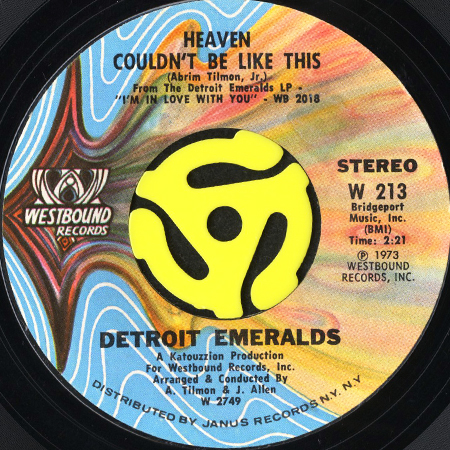 HEAVEN
COULDN'T BE LIKE THIS
(Abrim Tilmon, Jr.)
From The Detroit Emeralds LP -
"I'M IN LOVE WITH YOU" - WB 2018
WESTBOUND
RECORDS
STEREO
W 213
Bridgeport
Music, Inc.
(BMI)
Time: 2:21
Ⓟ 1973
WESTBOUND
RECORDS, INC.
DETROIT EMERALDS
A Katouzzion Production
For Westbound Records, Inc.
Arranged & Conducted By
A. Tilmon & J. Allen
W 2749
DISTRIBUTED BY JANUS RECORDS N.Y. N.Y.